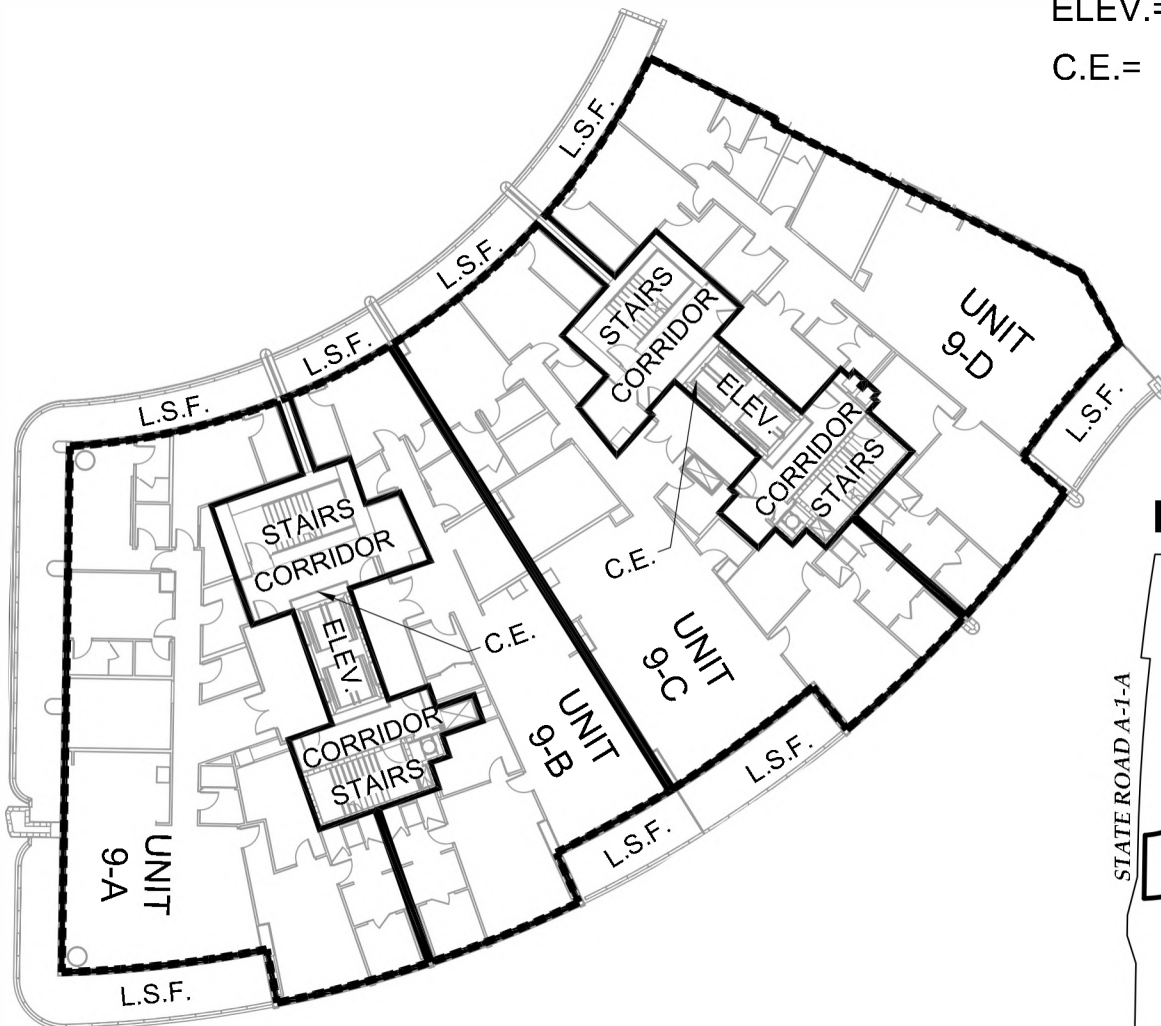 ELEV.=
C.E.=
L.S.F.
L.S.F.
L.S.F.
L.S.F.
STAIRS
CORRIDOR
UNIT
9-D
ELEV.
L.S.F.
CORRIDOR
STAIRS
STAIRS
CORRIDOR
C.E.
C.E.
ELEV.
UNIT
9-C
UNIT
9-B
CORRIDOR
STAIRS
L.S.F.
L.S.F.
UNIT
9-A
L.S.F.
STATE ROAD A-1-A